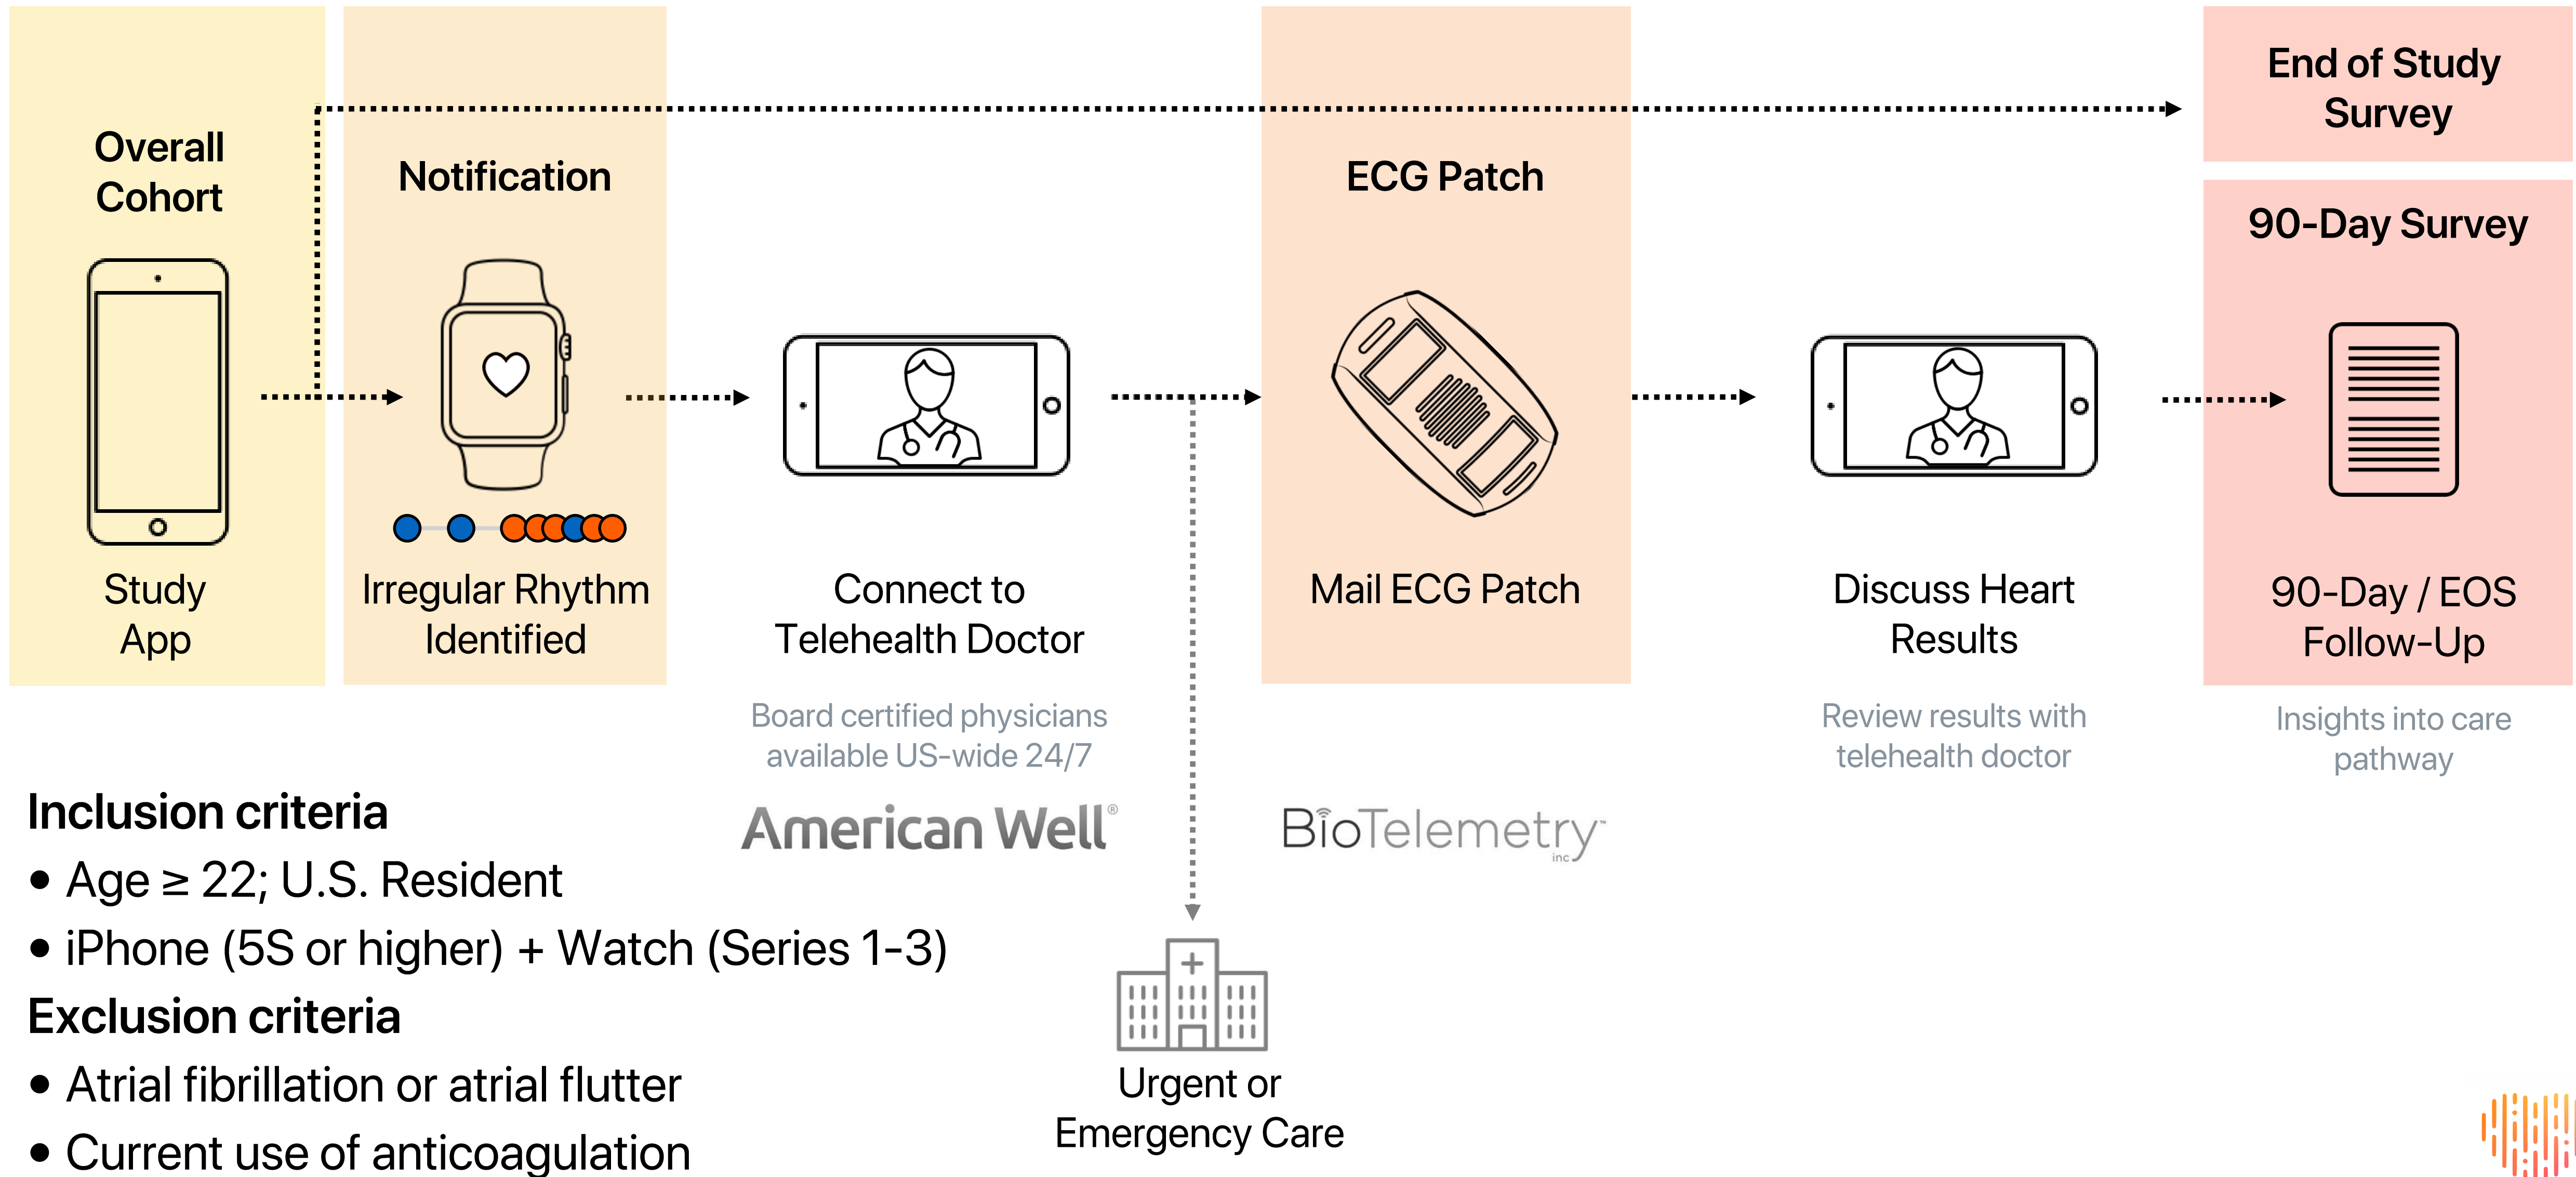 Overall
Cohort
Study
App
Notification
Irregular Rhythm
Identified
Connect to
Telehealth Doctor
Board certified physicians
available US-wide 24/7
American Well®
ECG Patch
Mail ECG Patch
BioTelemetry™
inc
Urgent or
Emergency Care
Discuss Heart
Results
Review results with
telehealth doctor
End of Study
Survey
90-Day Survey
90-Day / EOS
Follow-Up
Insights into care
pathway
Inclusion criteria
• Age ≥ 22; U.S. Resident
• iPhone (5S or higher) + Watch (Series 1-3)
Exclusion criteria
• Atrial fibrillation or atrial flutter
• Current use of anticoagulation